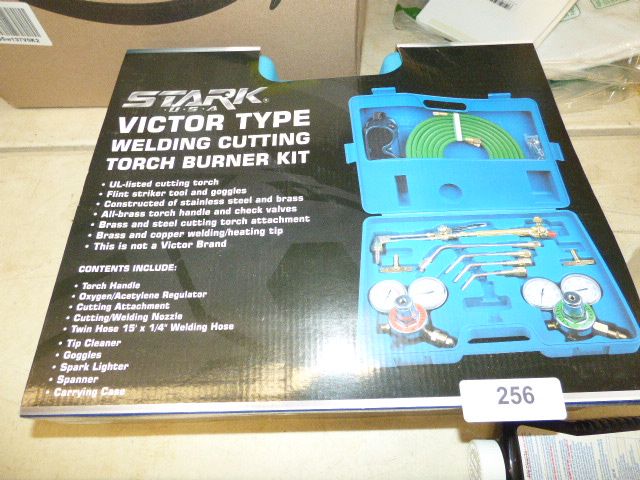 STARK®
U·S·A
VICTOR TYPE
WELDING CUTTING
TORCH BURNER KIT
• UL-listed cutting torch
• Flint striker tool and goggles
• Constructed of stainless steel and brass
• All-brass torch handle and check valves
• Brass and steel cutting torch attachment
• Brass and copper welding/heating tip
• This is not a Victor Brand
CONTENTS INCLUDE:
• Torch Handle
• Oxygen/Acetylene Regulator
• Cutting Attachment
• Cutting/Welding Nozzle
• Twin Hose 15' x 1/4" Welding Hose
• Tip Cleaner
• Goggles
• Spark Lighter
• Spanner
• Carrying Case
256